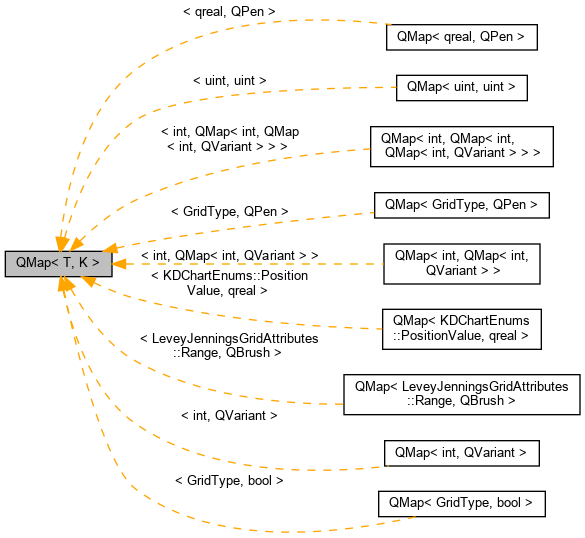 < qreal, QPen >
QMap< qreal, QPen >
< uint, uint >
QMap< uint, uint >
< int, QMap< int, QMap
< int, QVariant > > >
QMap< int, QMap< int,
QMap< int, QVariant > > >
< GridType, QPen >
QMap< GridType, QPen >
QMap< T, K >
< int, QMap< int, QVariant > >
QMap< int, QMap< int,
QVariant > >
< KDChartEnums::Position
Value, qreal >
QMap< KDChartEnums
::PositionValue, qreal >
< LeveyJenningsGridAttributes
::Range, QBrush >
QMap< LeveyJenningsGridAttributes
::Range, QBrush >
< int, QVariant >
QMap< int, QVariant >
< GridType, bool >
QMap< GridType, bool >